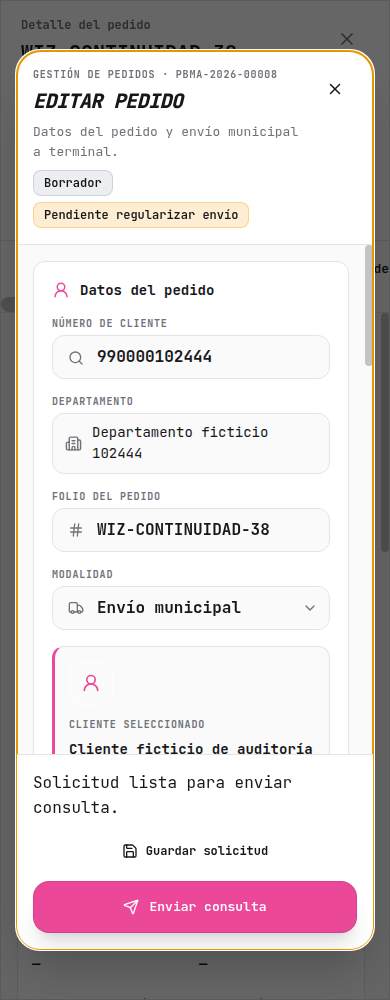 Detalle del pedido
GESTIÓN DE PEDIDOS · PBMA-2026-00008
EDITAR PEDIDO
Datos del pedido y envío municipal
a terminal.
Borrador
Pendiente regularizar envío
de
Datos del pedido
NÚMERO DE CLIENTE
990000102444
DEPARTAMENTO
Departamento ficticio
102444
FOLIO DEL PEDIDO
WIZ-CONTINUIDAD-38
MODALIDAD
Envío municipal
CLIENTE SELECCIONADO
Cliente ficticio de auditoría
Solicitud lista para enviar
consulta.
Guardar solicitud
Enviar consulta
— —